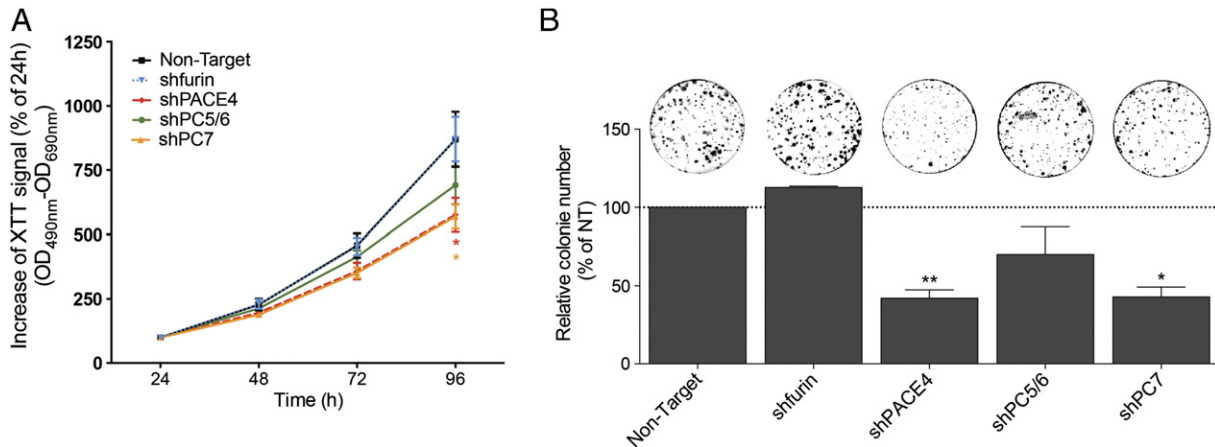 A
Increase of XTT signal (% of 24h)
(OD490nm-OD690nm)
1250
1000
750
500
250
0
Non-Target
shfurin
shPACE4
shPC5/6
shPC7
*
*
24 48 72 96
Time (h)
B
Relative colonie number
(% of NT)
150
100
50
0
**
*
Non-Target
shfurin
shPACE4
shPC5/6
shPC7